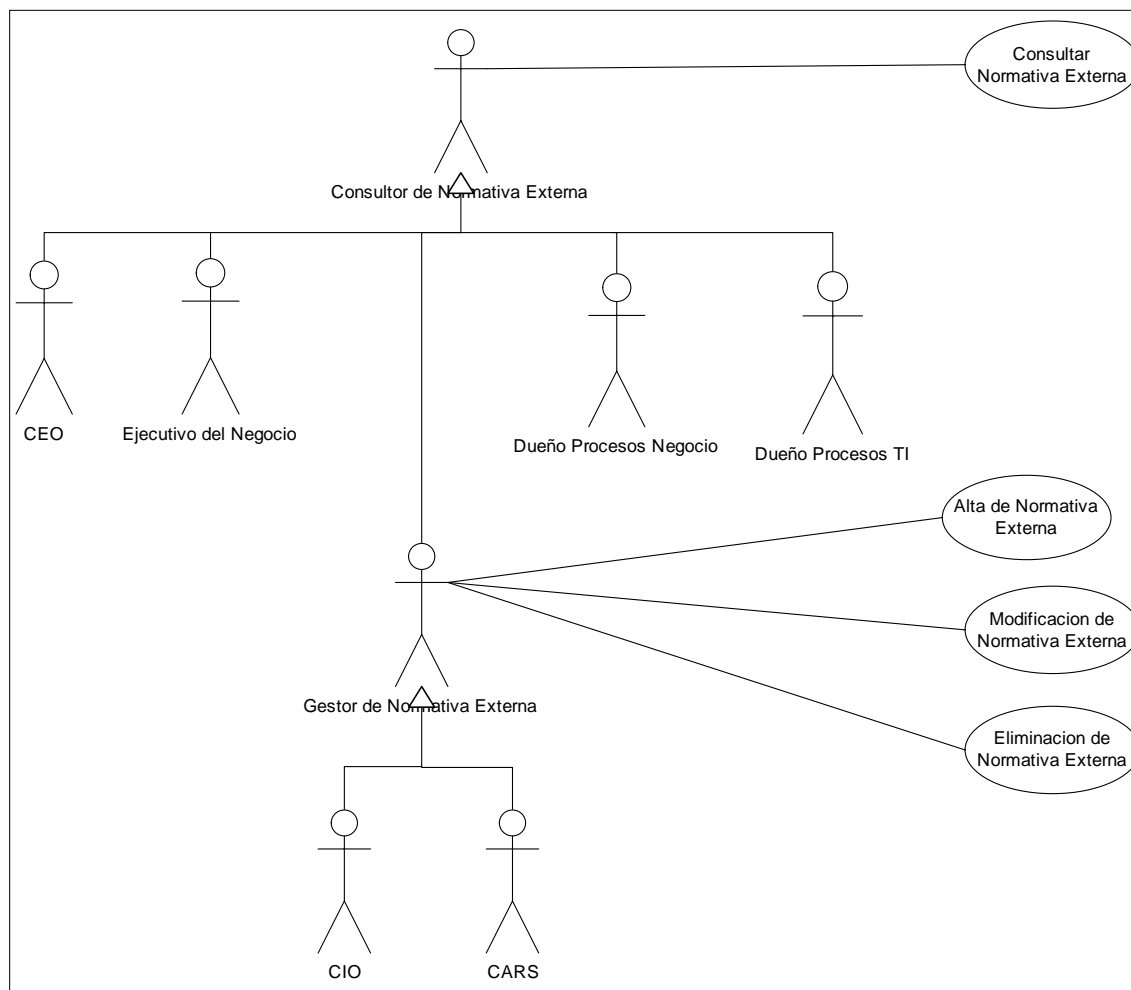 Consultar
Normativa Externa
Consultor de Normativa Externa
CEO
Ejecutivo del Negocio
Dueño Procesos Negocio
Dueño Procesos TI
Alta de Normativa
Externa
Modificacion de
Normativa Externa
Gestor de Normativa Externa
Eliminacion de
Normativa Externa
CIO
CARS